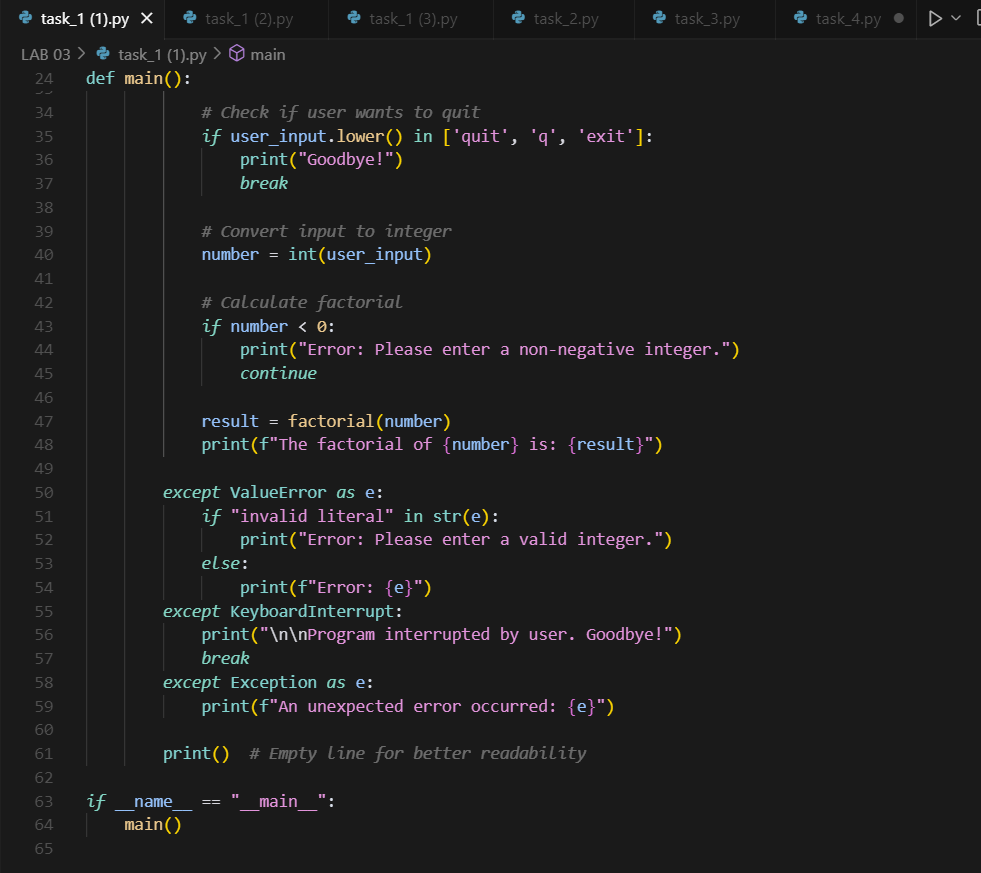 task_1 (1).py task_1 (2).py task_1 (3).py task_2.py task_3.py task_4.py
LAB 03 > task_1 (1).py > main
24 def main():
34 # Check if user wants to quit
35 if user_input.lower() in ['quit', 'q', 'exit']:
36 print("Goodbye!")
37 break
38
39 # Convert input to integer
40 number = int(user_input)
41
42 # Calculate factorial
43 if number < 0:
44 print("Error: Please enter a non-negative integer.")
45 continue
46
47 result = factorial(number)
48 print(f"The factorial of {number} is: {result}")
49
50 except ValueError as e:
51 if "invalid literal" in str(e):
52 print("Error: Please enter a valid integer.")
53 else:
54 print(f"Error: {e}")
55 except KeyboardInterrupt:
56 print("\n\nProgram interrupted by user. Goodbye!")
57 break
58 except Exception as e:
59 print(f"An unexpected error occurred: {e}")
60
61 print() # Empty line for better readability
62
63 if __name__ == "__main__":
64 main()
65